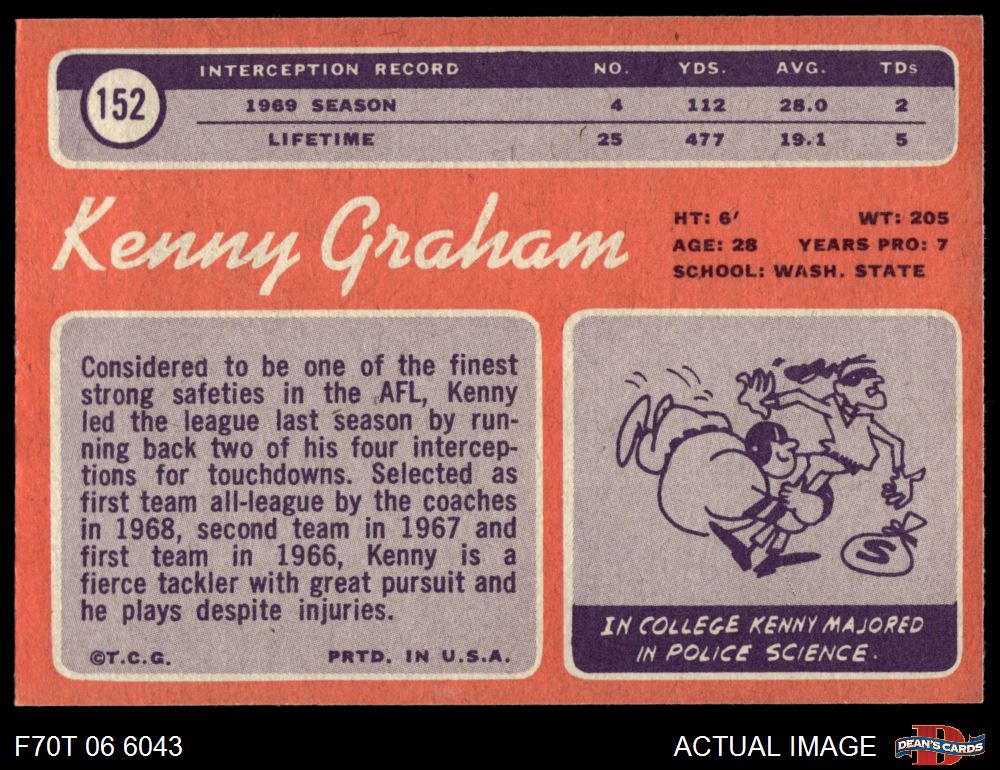 152
INTERCEPTION RECORD NO. YDS. AVG. TDs
1969 SEASON 4 112 28.0 2
LIFETIME 25 477 19.1 5
Kenny Graham
HT: 6' WT: 205
AGE: 28 YEARS PRO: 7
SCHOOL: WASH. STATE
Considered to be one of the finest
strong safeties in the AFL, Kenny
led the league last season by run-
ning back two of his four intercep-
tions for touchdowns. Selected as
first team all-league by the coaches
in 1968, second team in 1967 and
first team in 1966, Kenny is a
fierce tackler with great pursuit and
he plays despite injuries.
©T.C.G. PRTD. IN U.S.A.
S
IN COLLEGE KENNY MAJORED
IN POLICE SCIENCE.
F70T 06 6043
ACTUAL IMAGE
D
DEAN'S CARDS